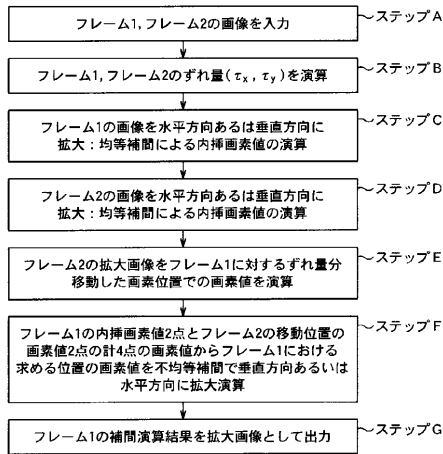 フレーム1,フレーム2の画像を入力
ステップA
フレーム1,フレーム2のずれ量(τx,τy)を演算
ステップB
フレーム1の画像を水平方向あるいは垂直方向に
拡大:均等補間による内挿画素値の演算
ステップC
フレーム2の画像を水平方向あるいは垂直方向に
拡大:均等補間による内挿画素値の演算
ステップD
フレーム2の拡大画像をフレーム1に対するずれ量分
移動した画素位置での画素値を演算
ステップE
フレーム1の内挿画素値2点とフレーム2の移動位置の
画素値2点の計4点の画素値からフレーム1における
求める位置の画素値を不均等補間で垂直方向あるいは
水平方向に拡大演算
ステップF
フレーム1の補間演算結果を拡大画像として出力
ステップG